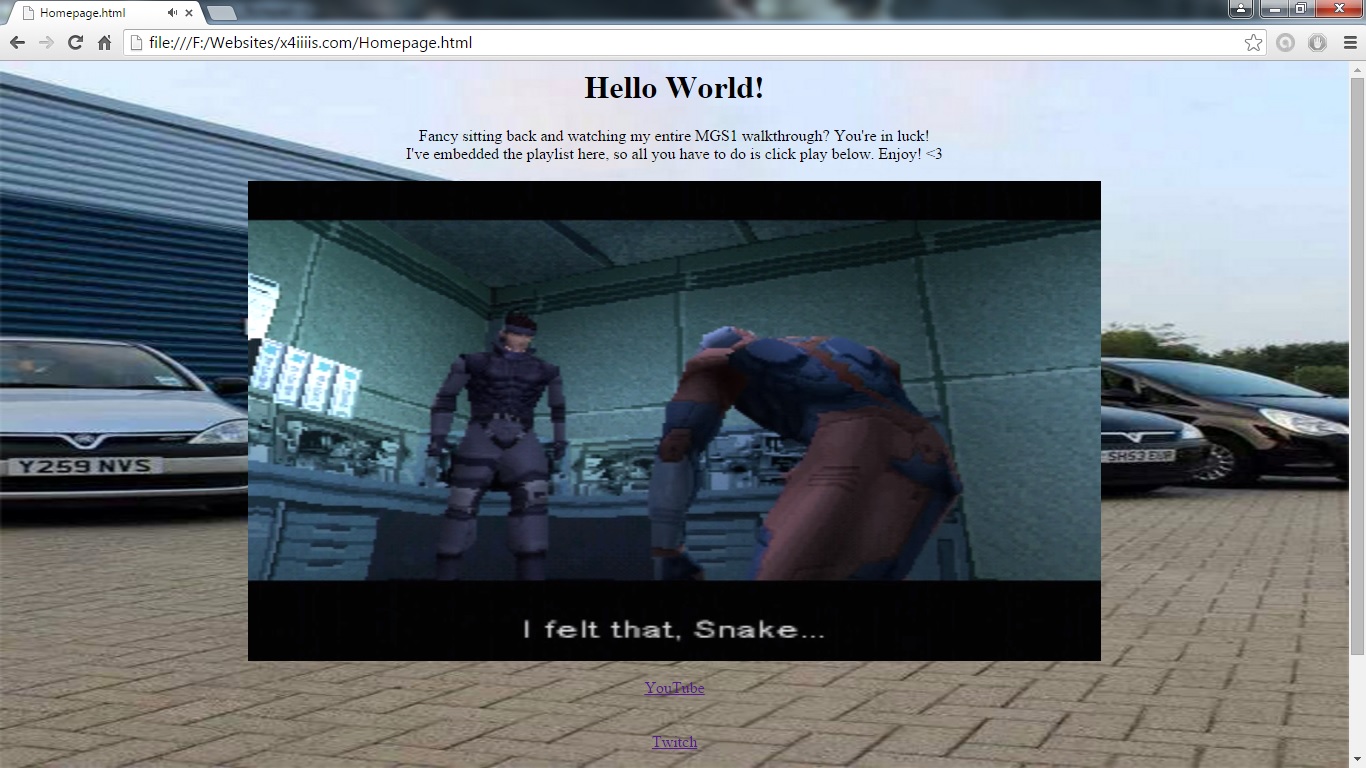 Homepage.html
file:///F:/Websites/x4iiiis.com/Homepage.html
Hello World!
Fancy sitting back and watching my entire MGS1 walkthrough? You're in luck!
I've embedded the playlist here, so all you have to do is click play below. Enjoy! <3
Y259 NVS
SH53 EUR
I felt that, Snake...
YouTube
Twitch